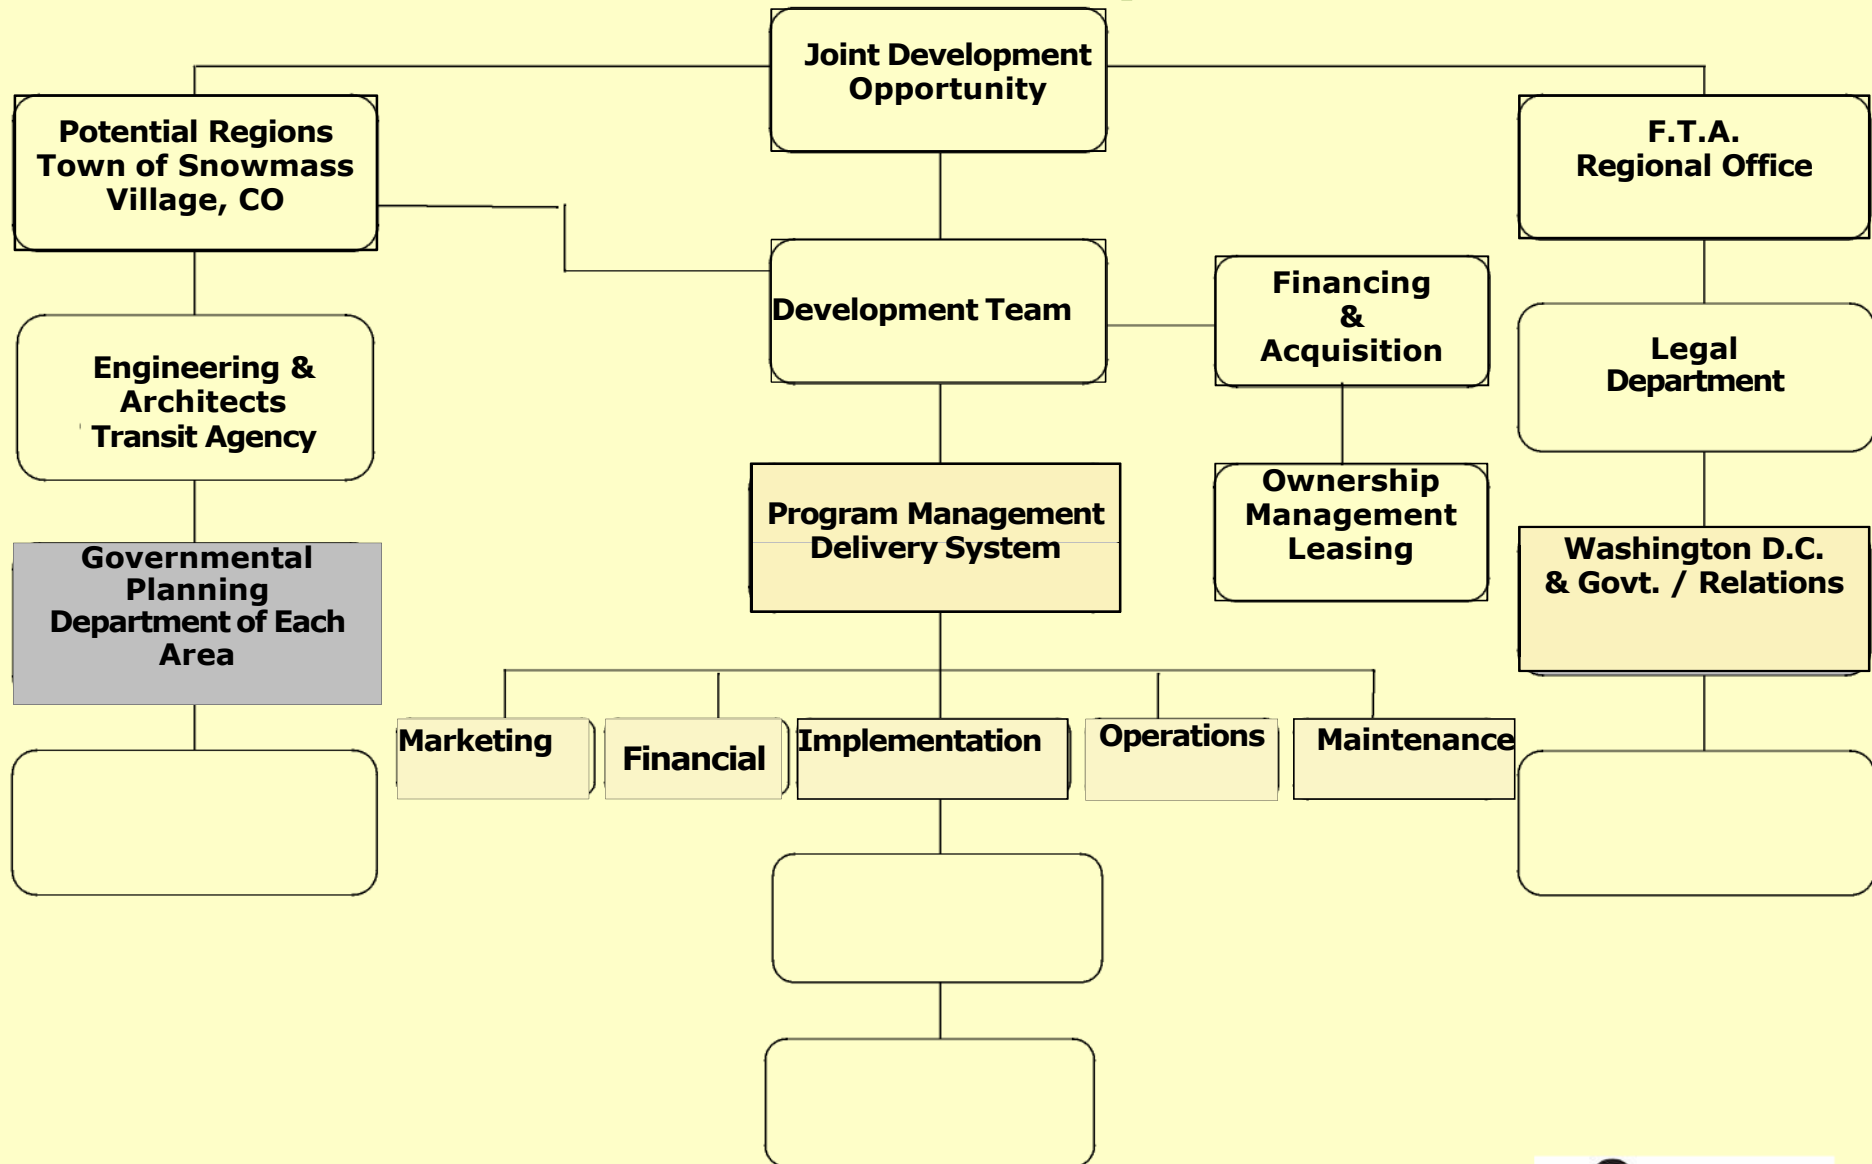 Joint Development
Opportunity
Potential Regions
Town of Snowmass
Village, CO
F.T.A.
Regional Office
Development Team
Financing
&
Acquisition
Engineering &
Architects
Transit Agency
Legal
Department
Program Management
Delivery System
Ownership
Management
Leasing
Governmental
Planning
Department of Each
Area
Washington D.C.
& Govt. / Relations
Marketing
Financial
Implementation
Operations
Maintenance